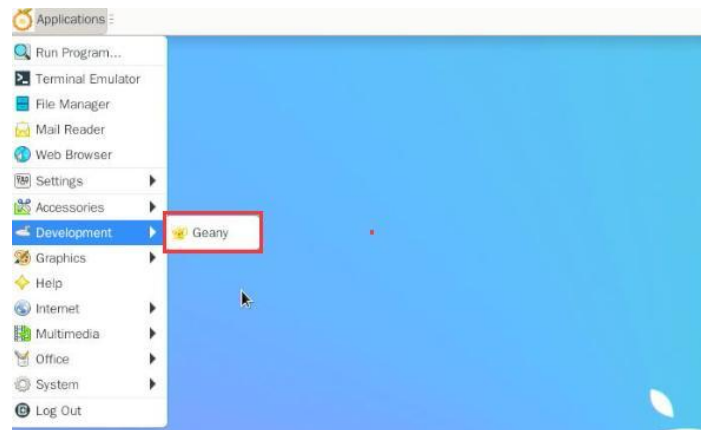 Applications
Run Program...
Terminal Emulator
File Manager
Mail Reader
Web Browser
Settings
Accessories
Development
Geany
Graphics
Help
Internet
Multimedia
Office
System
Log Out